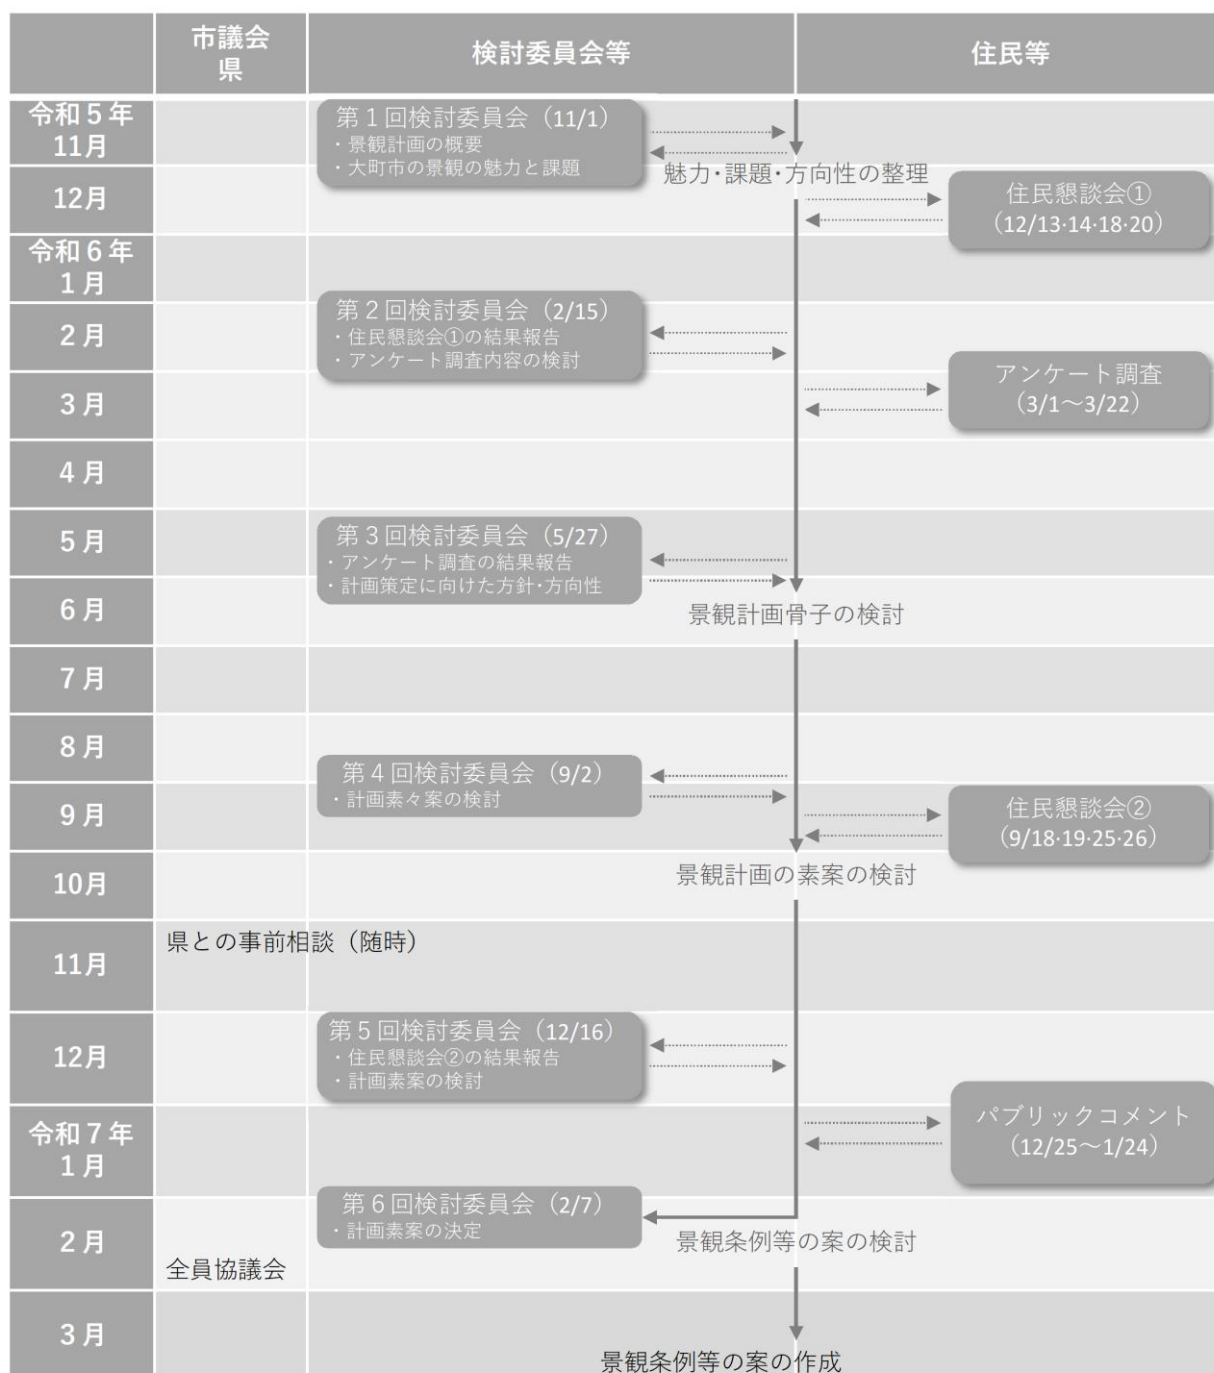 市議会
県
検討委員会等
住民等
令和５年
11月
第１回検討委員会（11/1）
・景観計画の概要
・大町市の景観の魅力と課題
魅力・課題・方向性の整理
12月
住民懇談会①
（12/13・14・18・20）
令和６年
１月
２月
第２回検討委員会（2/15）
・住民懇談会①の結果報告
・アンケート調査内容の検討
３月
アンケート調査
（3/1～3/22）
４月
５月
第３回検討委員会（5/27）
・アンケート調査の結果報告
・計画策定に向けた方針・方向性
６月
景観計画骨子の検討
７月
８月
第４回検討委員会（9/2）
・計画素々案の検討
９月
住民懇談会②
（9/18・19・25・26）
10月
景観計画の素案の検討
11月
県との事前相談（随時）
12月
第５回検討委員会（12/16）
・住民懇談会②の結果報告
・計画素案の検討
令和７年
１月
パブリックコメント
（12/25～1/24）
２月
第６回検討委員会（2/7）
・計画素案の決定
景観条例等の案の検討
全員協議会
３月
景観条例等の案の作成